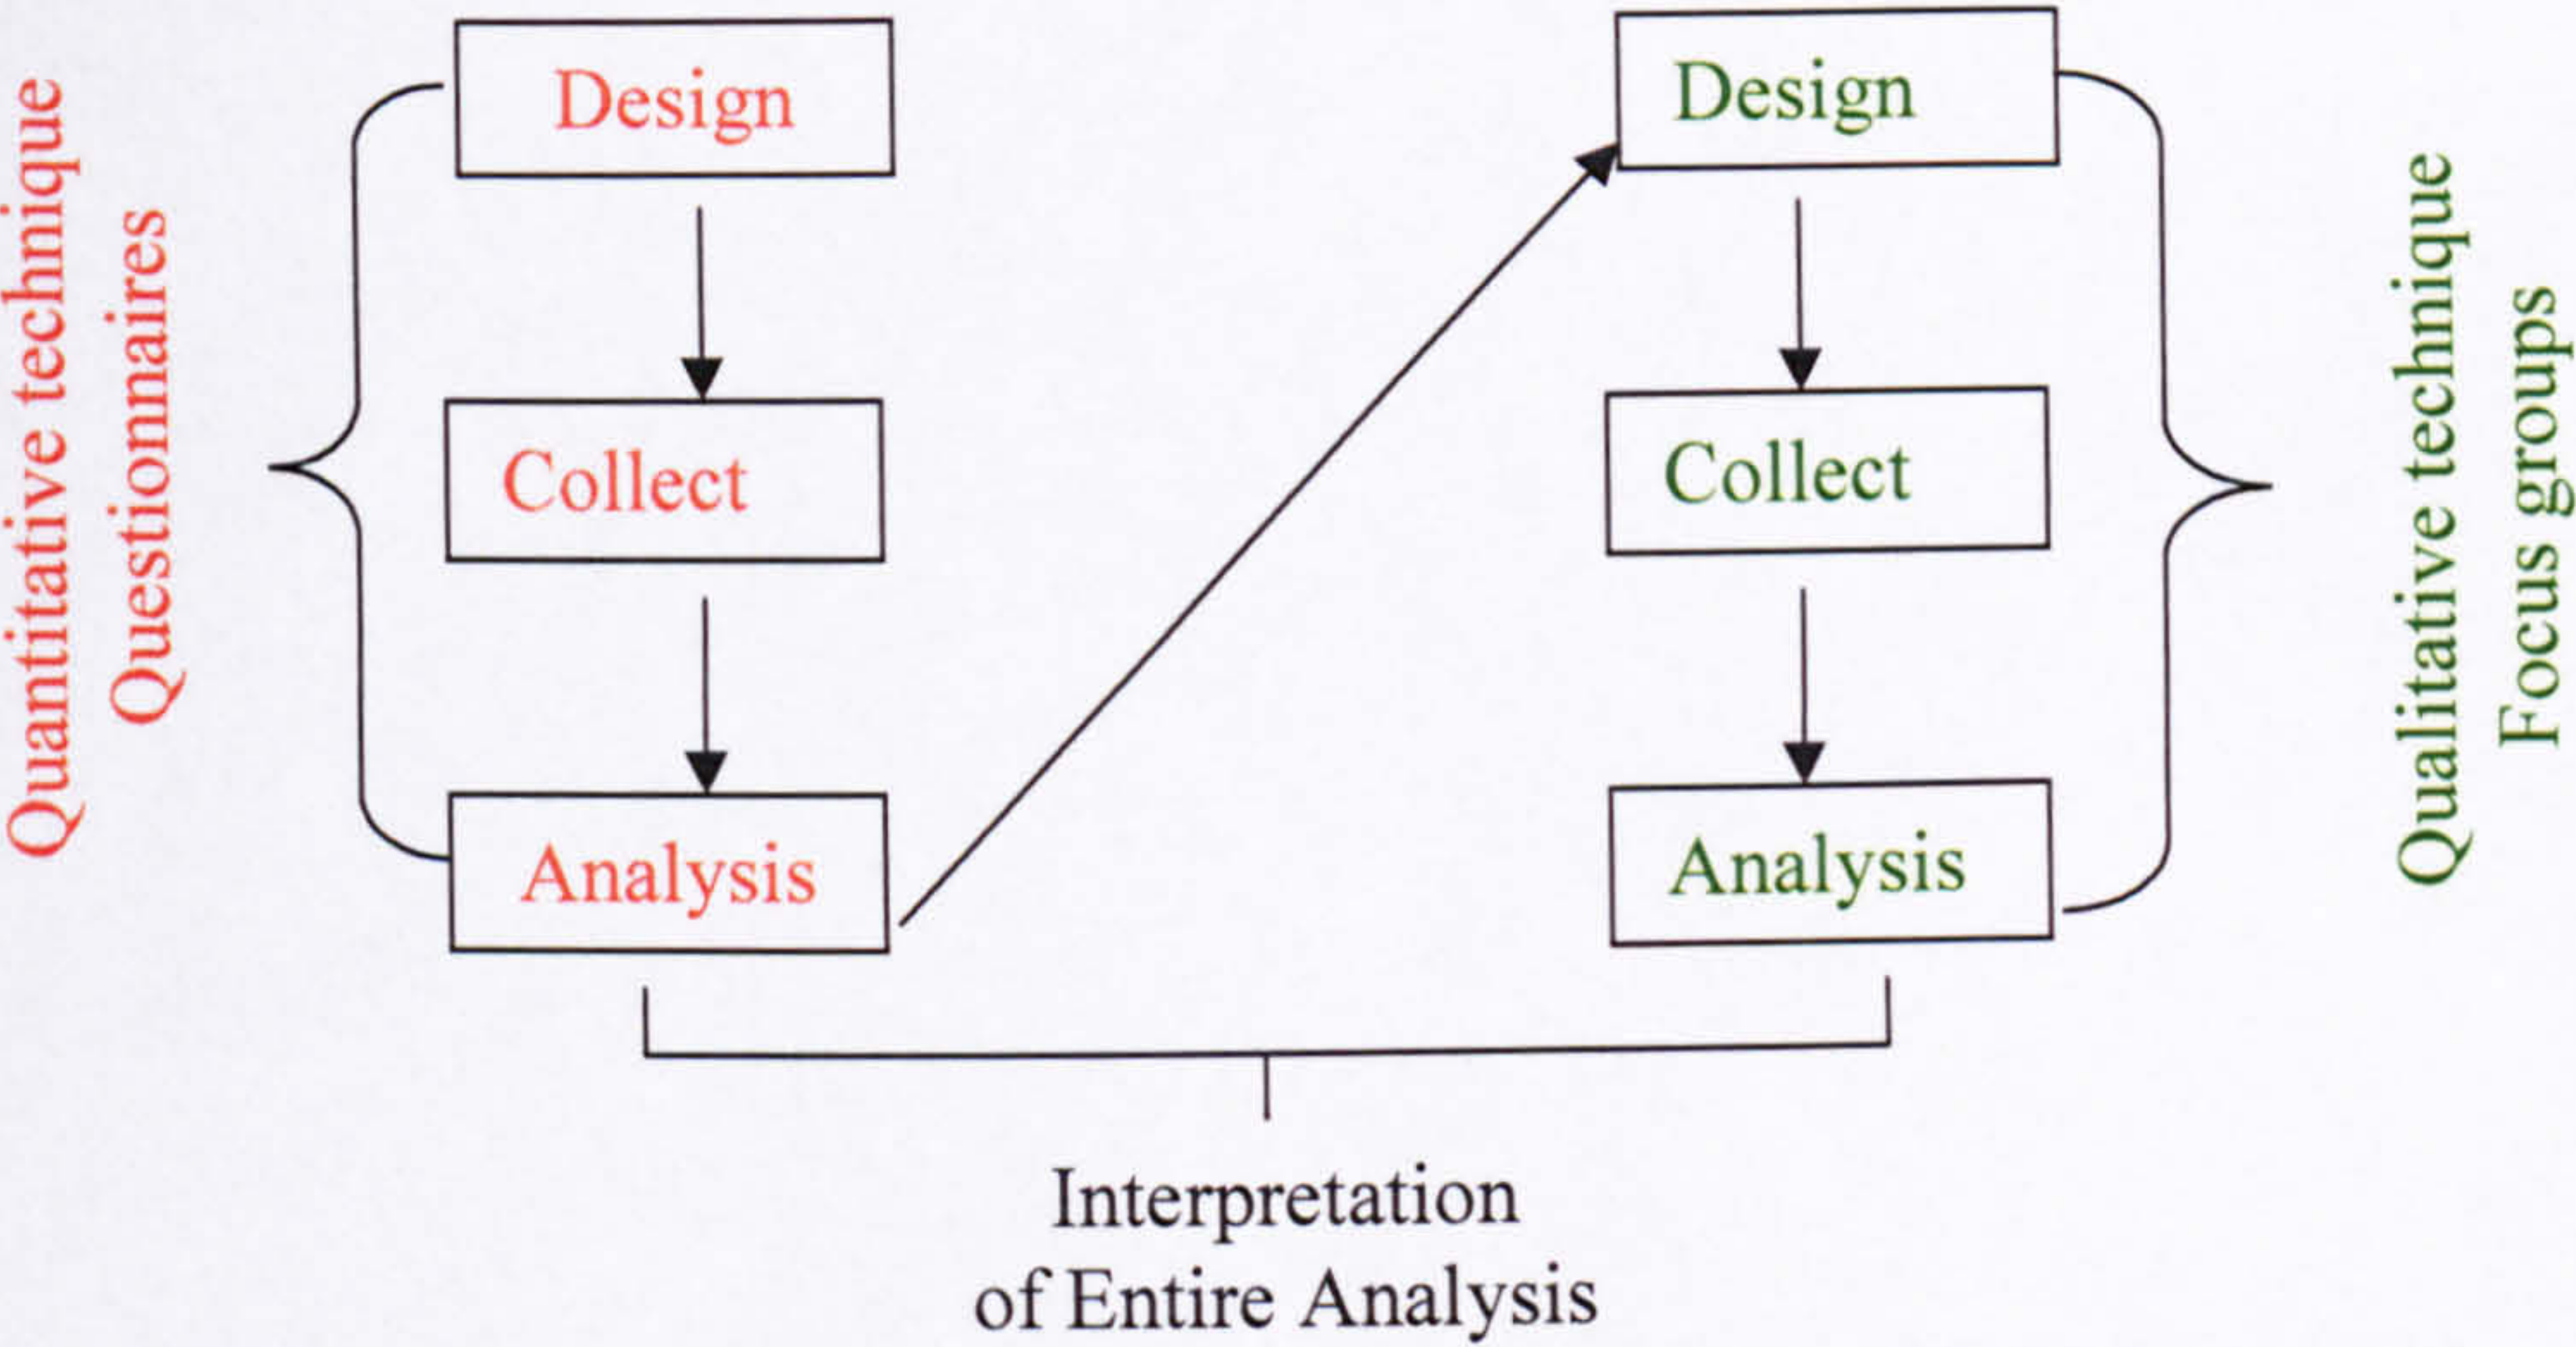 Quantitative technique
Questionnaires
Design
Collect
Analysis
Design
Collect
Analysis
Qualitative technique
Focus groups
Interpretation
of Entire Analysis